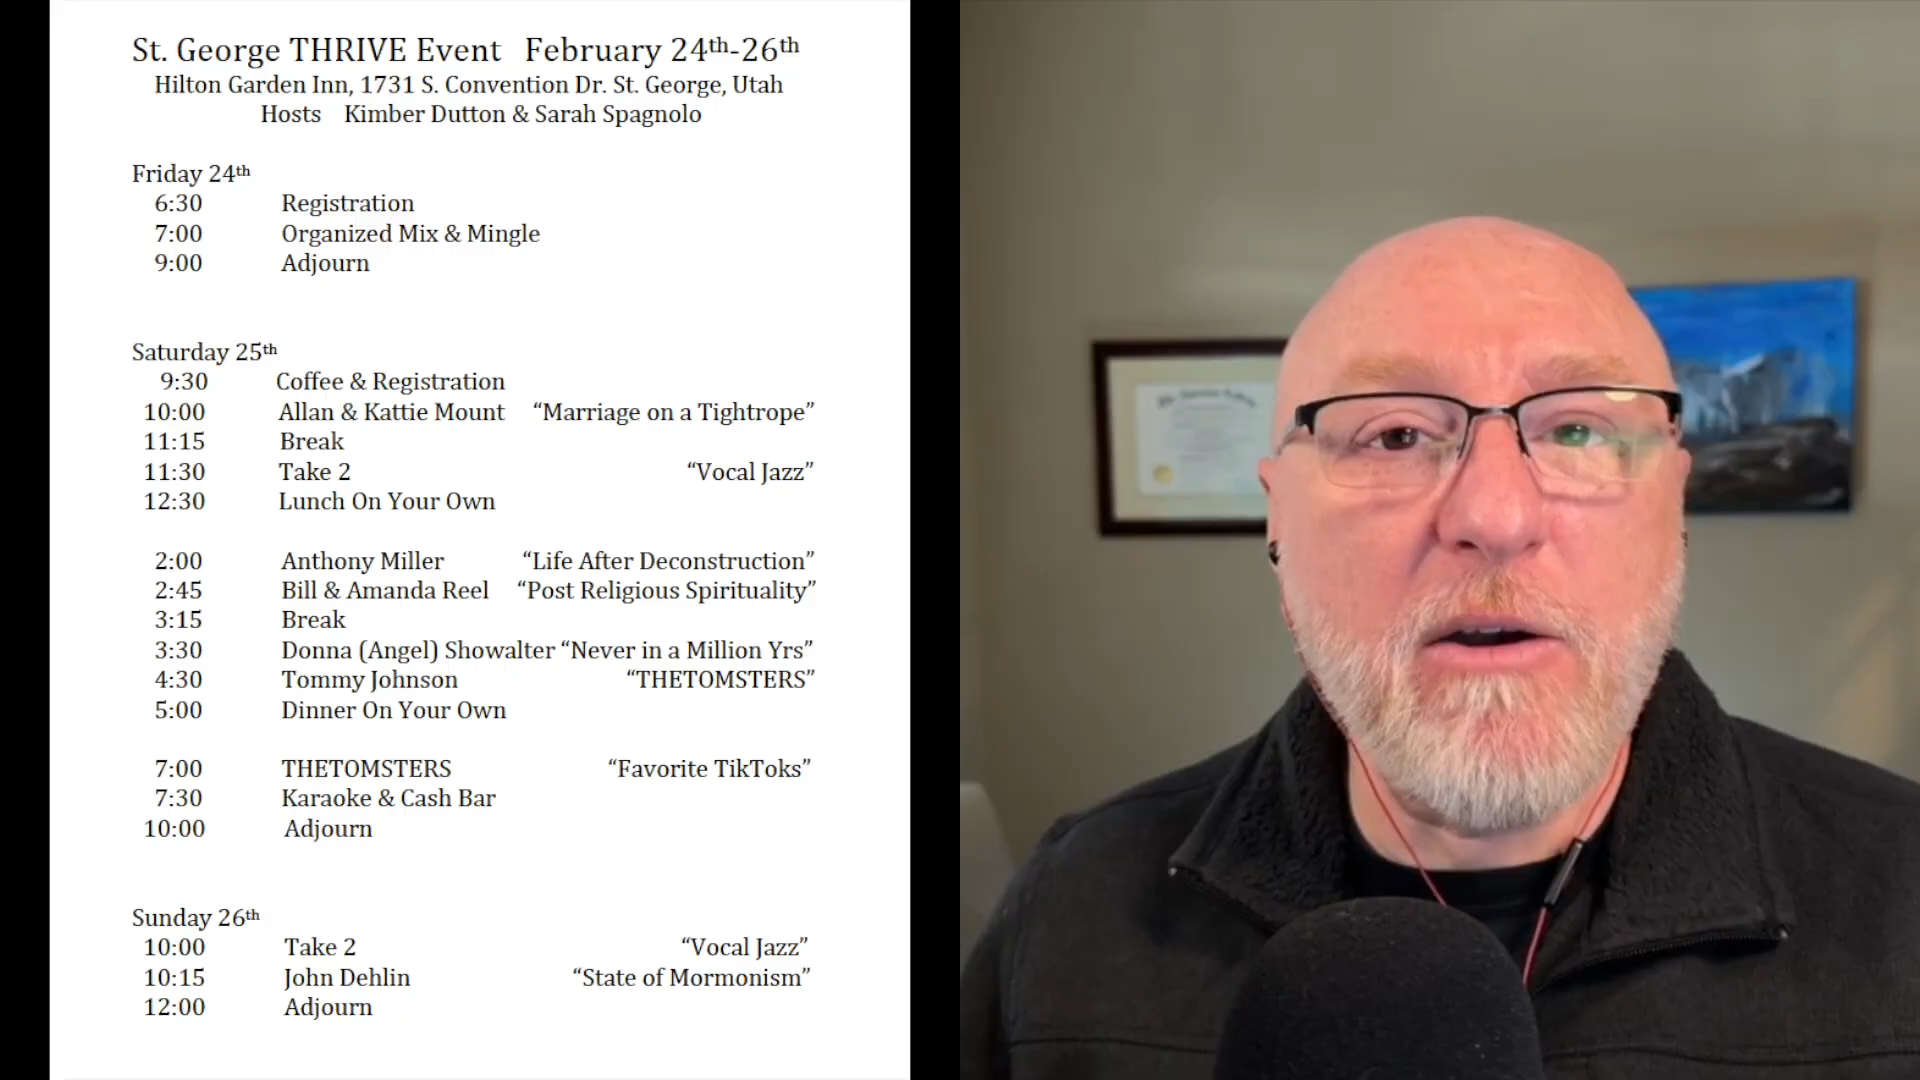 St. George THRIVE Event February 24th-26th
Hilton Garden Inn, 1731 S. Convention Dr. St. George, Utah
Hosts Kimber Dutton & Sarah Spagnolo
Friday 24th
6:30 Registration
7:00 Organized Mix & Mingle
9:00 Adjourn
Saturday 25th
9:30 Coffee & Registration
10:00 Allan & Kattie Mount “Marriage on a Tightrope”
11:15 Break
11:30 Take 2 “Vocal Jazz”
12:30 Lunch On Your Own
2:00 Anthony Miller “Life After Deconstruction”
2:45 Bill & Amanda Reel “Post Religious Spirituality”
3:15 Break
3:30 Donna (Angel) Showalter “Never in a Million Yrs”
4:30 Tommy Johnson “THETOMSTERS”
5:00 Dinner On Your Own
7:00 THETOMSTERS “Favorite TikToks”
7:30 Karaoke & Cash Bar
10:00 Adjourn
Sunday 26th
10:00 Take 2 “Vocal Jazz”
10:15 John Dehlin “State of Mormonism”
12:00 Adjourn